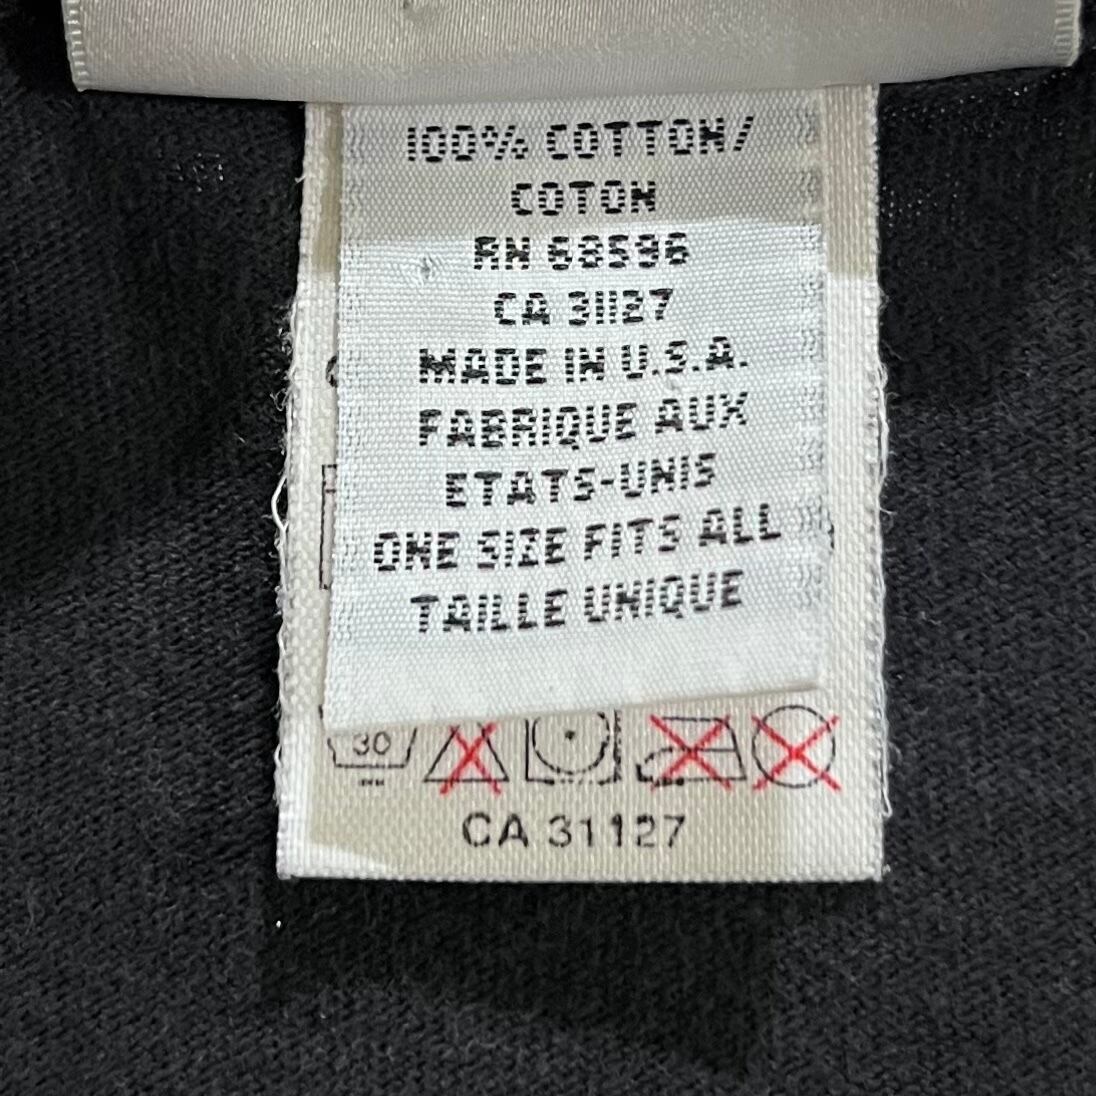 100% COTTON/
COTON
RN 68596
CA 31127
MADE IN U.S.A.
FABRIQUE AUX
ETATS-UNIS
ONE SIZE FITS ALL
TAILLE UNIQUE
30
CA 31127